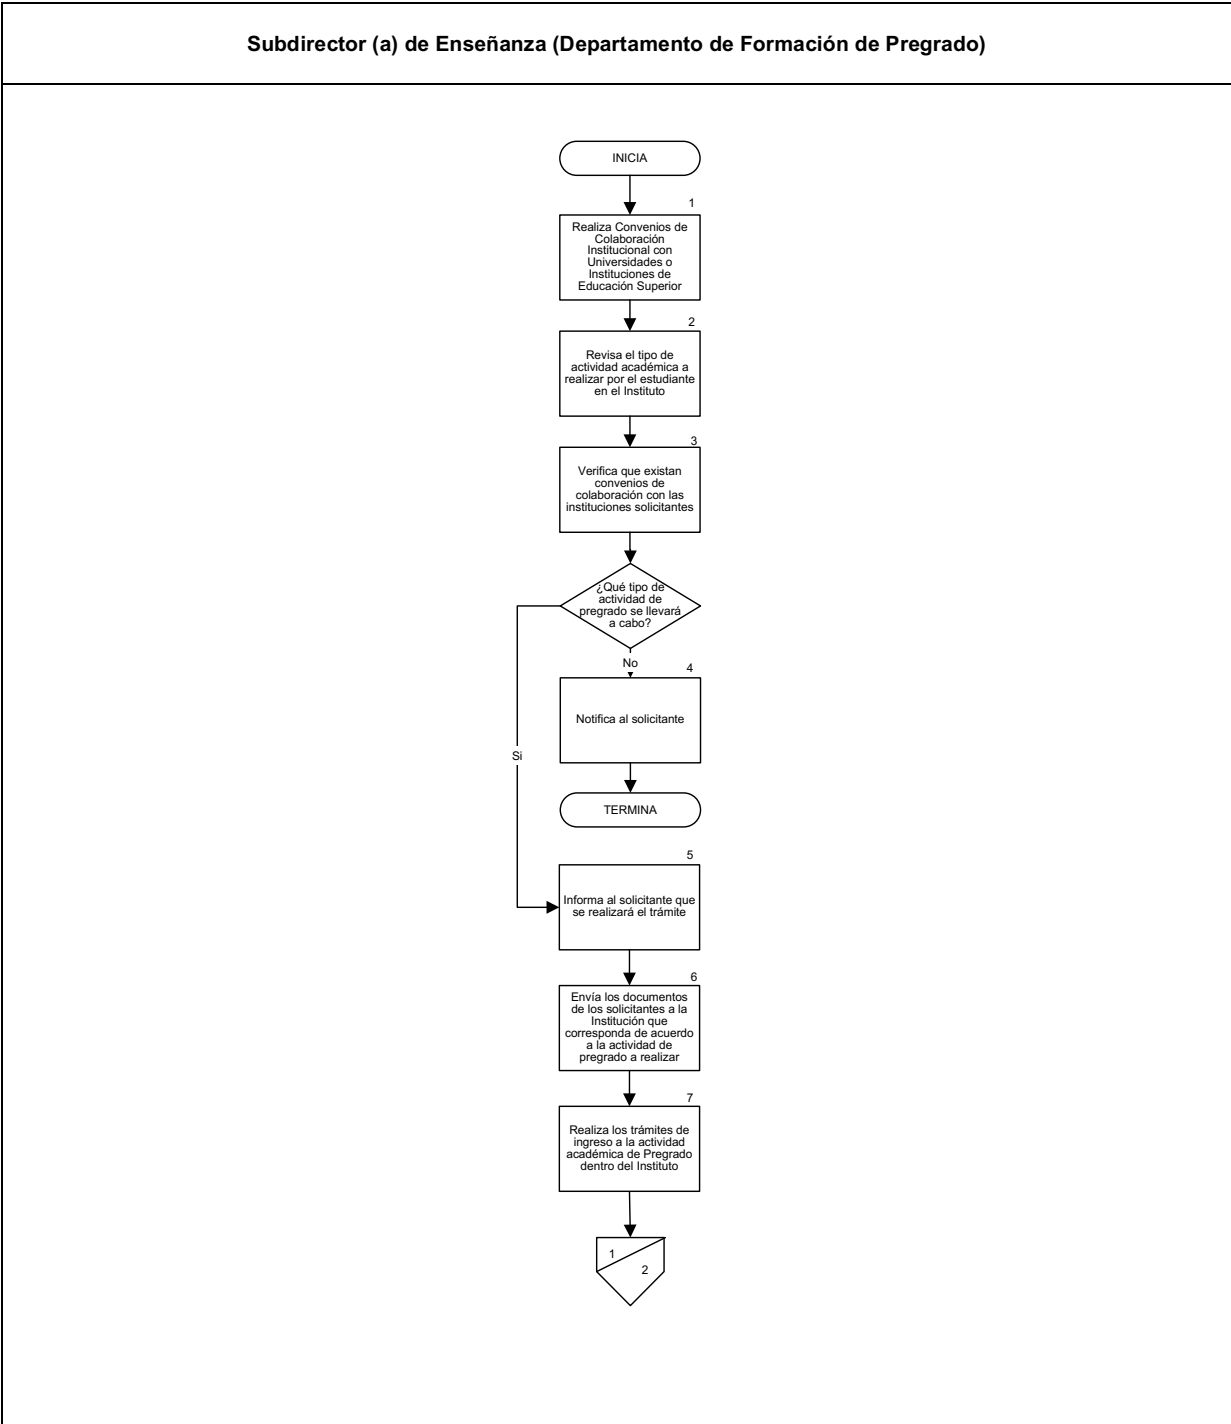 Subdirector (a) de Enseñanza (Departamento de Formación de Pregrado)
INICIA
1
Realiza Convenios de
Colaboración
Institucional con
Universidades o
Instituciones de
Educación Superior
2
Revisa el tipo de
actividad académica a
realizar por el estudiante
en el Instituto
3
Verifica que existan
convenios de
colaboración con las
instituciones solicitantes
¿Qué tipo de
actividad de
pregrado se llevará
a cabo?
No
4
Notifica al solicitante
Si
TERMINA
5
Informa al solicitante que
se realizará el trámite
6
Envía los documentos
de los solicitantes a la
Institución que
corresponda de acuerdo
a la actividad de
pregrado a realizar
7
Realiza los trámites de
ingreso a la actividad
académica de Pregrado
dentro del Instituto
1
2